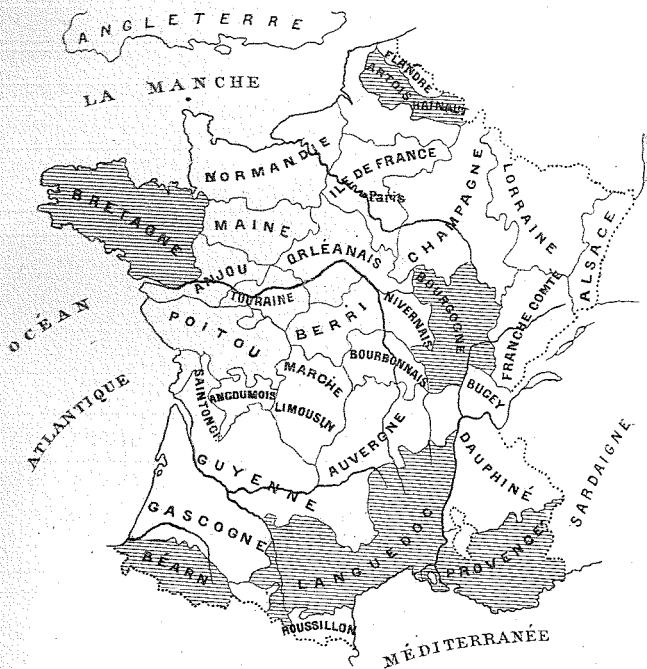 ANGLETERRE
LA MANCHE
FLANDRE
ARTOIS
HAINAUT
NORMANDIE
ILE DE FRANCE
Paris
CHAMPAGNE
LORRAINE
ALSACE
BRETAGNE
MAINE
ORLÉANAIS
ANJOU
TOURAINE
BERRI
NIVERNAIS
BOURGOGNE
FRANCHE COMTÉ
OCÉAN
ATLANTIQUE
POITOU
BOURBONNAIS
MARCHE
BUGEY
SAINTONGE
ANGOUMOIS
LIMOUSIN
AUVERGNE
DAUPHINÉ
SARDAIGNE
GUYENNE
GASCOGNE
LANGUEDOC
PROVENCE
BÉARN
ROUSSILLON
MÉDITERRANÉE